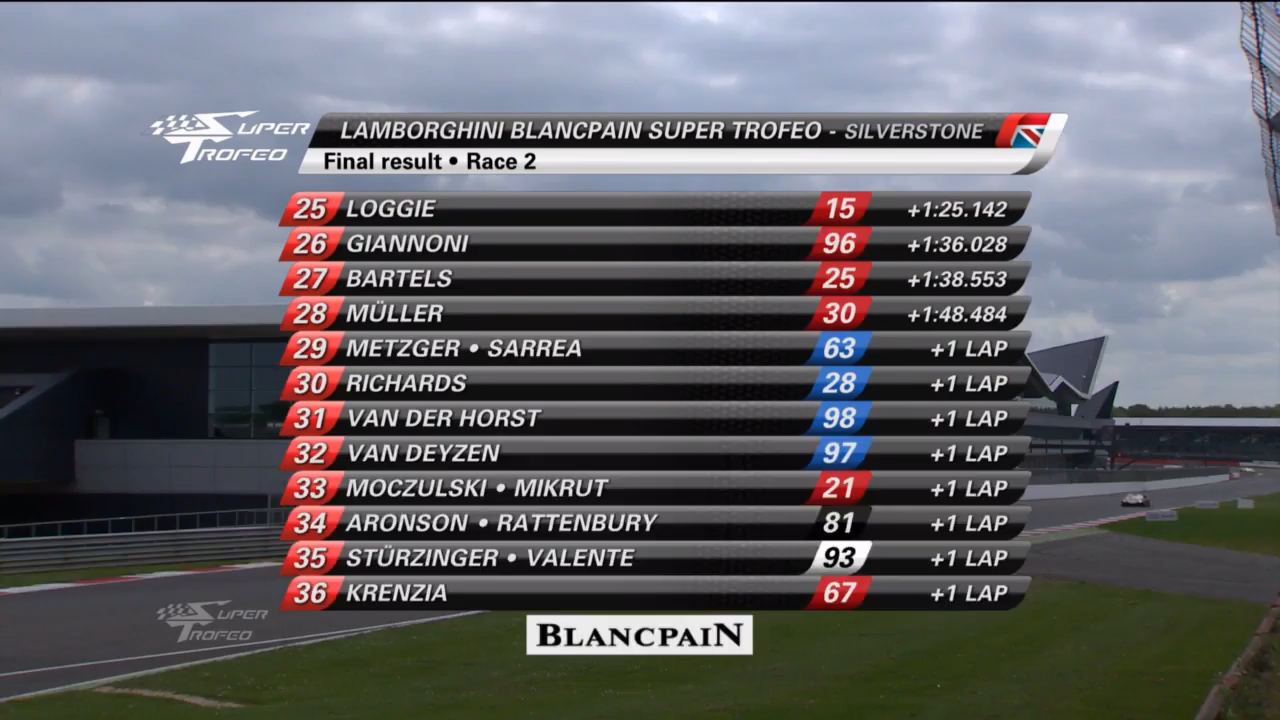 SUPER TROFEO
LAMBORGHINI BLANCPAIN SUPER TROFEO - SILVERSTONE
Final result • Race 2
25 LOGGIE 15 +1:25.142
26 GIANNONI 96 +1:36.028
27 BARTELS 25 +1:38.553
28 MÜLLER 30 +1:48.484
29 METZGER • SARREA 63 +1 LAP
30 RICHARDS 28 +1 LAP
31 VAN DER HORST 98 +1 LAP
32 VAN DEYZEN 97 +1 LAP
33 MOCZULSKI • MIKRUT 21 +1 LAP
34 ARONSON • RATTENBURY 81 +1 LAP
35 STÜRZINGER • VALENTE 93 +1 LAP
36 KRENZIA 67 +1 LAP
SUPER TROFEO
BLANCPAIN